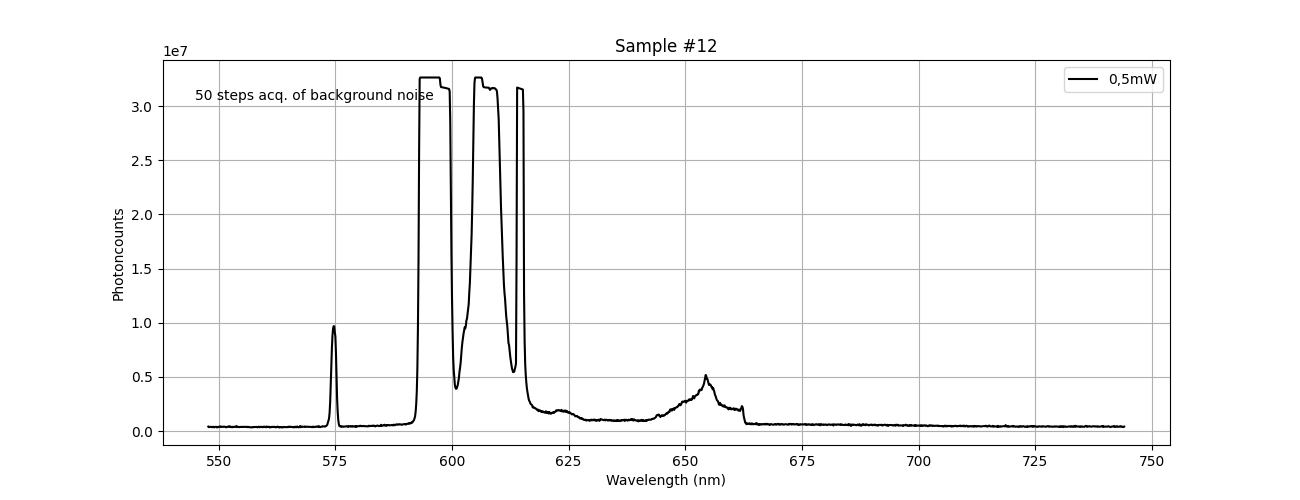 Sample #12
1e7
0,5mW
50 steps acq. of background noise
3.0
2.5
2.0
1.5
1.0
0.5
0.0
Photoncounts
550 575 600 625 650 675 700 725 750
Wavelength (nm)